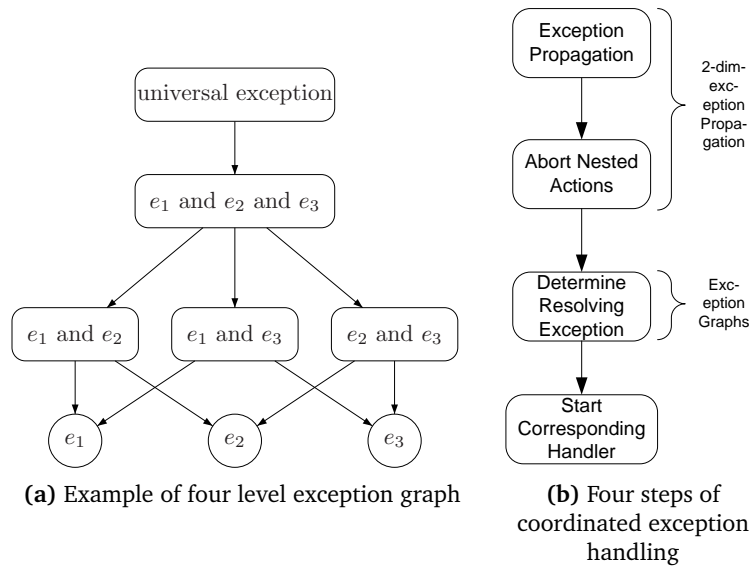 universal exception
e₁ and e₂ and e₃
e₁ and e₂
e₁ and e₃
e₂ and e₃
e₁
e₂
e₃
(a) Example of four level exception graph
Exception
Propagation
Abort Nested
Actions
2-dim-
exc-
eption
Propa-
gation
Determine
Resolving
Exception
Exc-
eption
Graphs
Start
Corresponding
Handler
(b) Four steps of
coordinated exception
handling